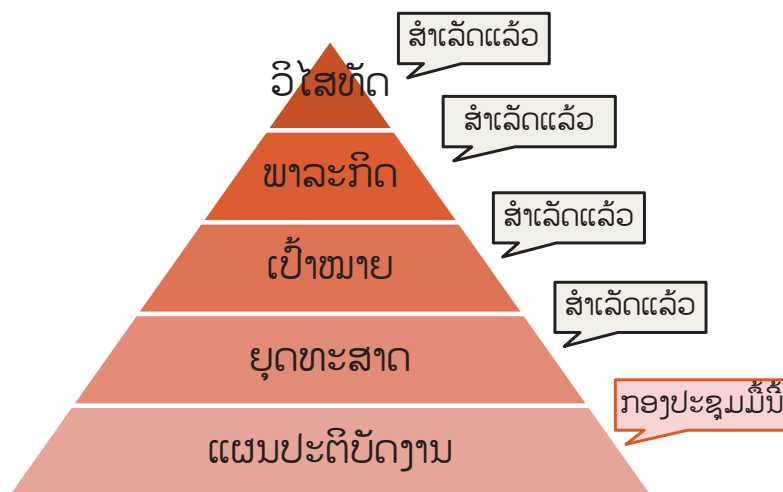 ສຳເລັດແລ້ວ
ວິໄສທັດ
ສຳເລັດແລ້ວ
ພາລະກິດ
ສຳເລັດແລ້ວ
ເປົ້າໝາຍ
ສຳເລັດແລ້ວ
ຍຸດທະສາດ
ກອງປະຊຸມມື້ນີ້
ແຜນປະຕິບັດງານ